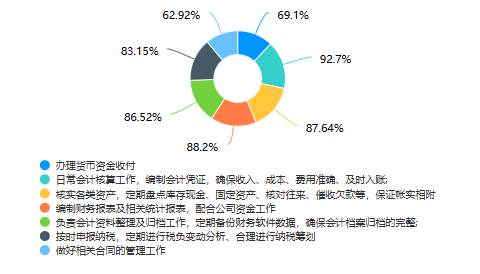 62.92%
69.1%
83.15%
92.7%
86.52%
87.64%
88.2%
办理货币资金收付
日常会计核算工作，编制会计凭证，确保收入、成本、费用准确、及时入账;
核实各类资产，定期盘点库存现金、固定资产、核对往来、催收欠款等，保证帐实相附
编制财务报表及相关统计报表，配合公司资金工作
负责会计资料整理及归档工作，定期备份财务软件数据，确保会计档案归档的完整;
按时申报纳税，定期进行税负变动分析、合理进行纳税筹划
做好相关合同的管理工作